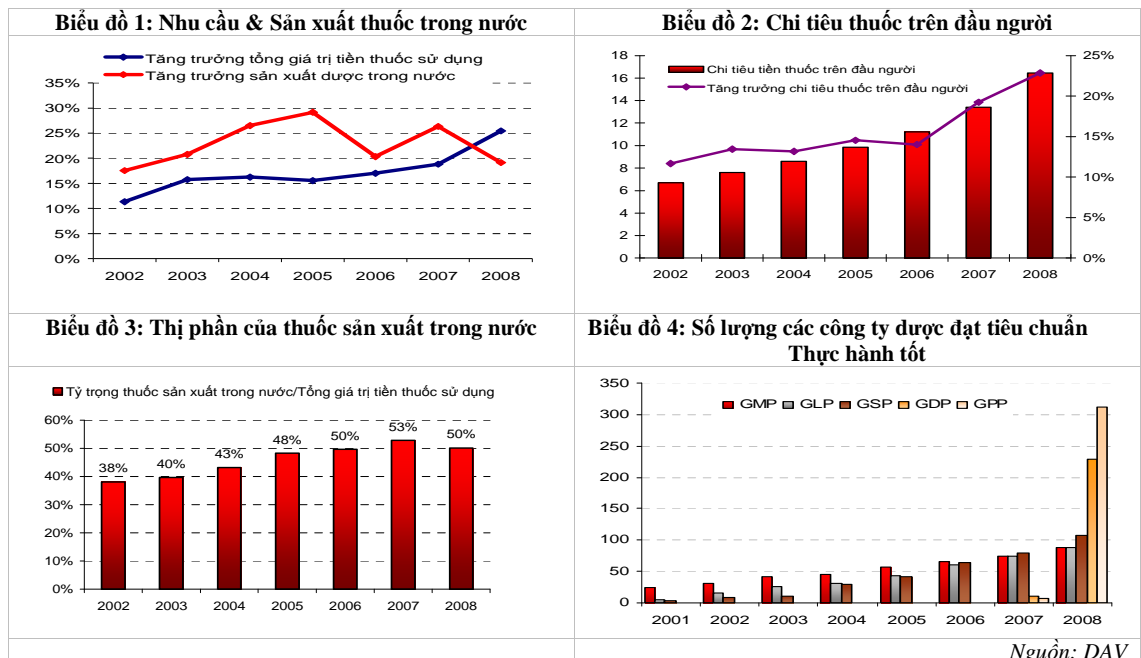 Biểu đồ 1: Nhu cầu & Sản xuất thuốc trong nước
Tăng trưởng tổng giá trị tiền thuốc sử dụng
Tăng trưởng sản xuất dược trong nước
35%
30%
25%
20%
15%
10%
5%
0%
2002 2003 2004 2005 2006 2007 2008
Biểu đồ 2: Chi tiêu thuốc trên đầu người
Chi tiêu tiền thuốc trên đầu người
Tăng trưởng chi tiêu thuốc trên đầu người
18
16
14
12
10
8
6
4
2
0
25%
20%
15%
10%
5%
0%
2002 2003 2004 2005 2006 2007 2008
Biểu đồ 3: Thị phần của thuốc sản xuất trong nước
Tỷ trọng thuốc sản xuất trong nước/Tổng giá trị tiền thuốc sử dụng
60%
50%
40%
30%
20%
10%
0%
38% 40% 43% 48% 50% 53% 50%
2002 2003 2004 2005 2006 2007 2008
Biểu đồ 4: Số lượng các công ty dược đạt tiêu chuẩn
Thực hành tốt
GMP GLP GSP GDP GPP
350
300
250
200
150
100
50
0
2001 2002 2003 2004 2005 2006 2007 2008
Nguồn: DAV